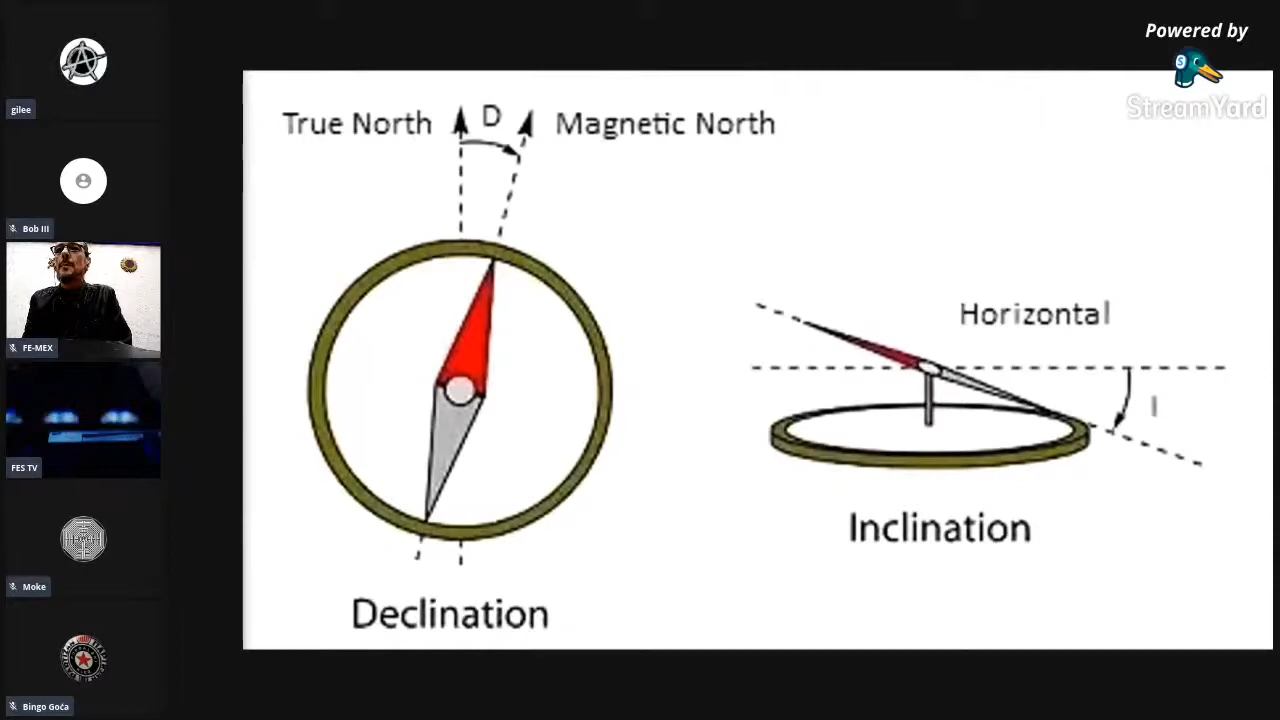 Powered by
StreamYard
gilee
Bob III
FE-MEX
FES TV
Moke
Bingo Goća
True North D Magnetic North
Horizontal
I
Inclination
Declination